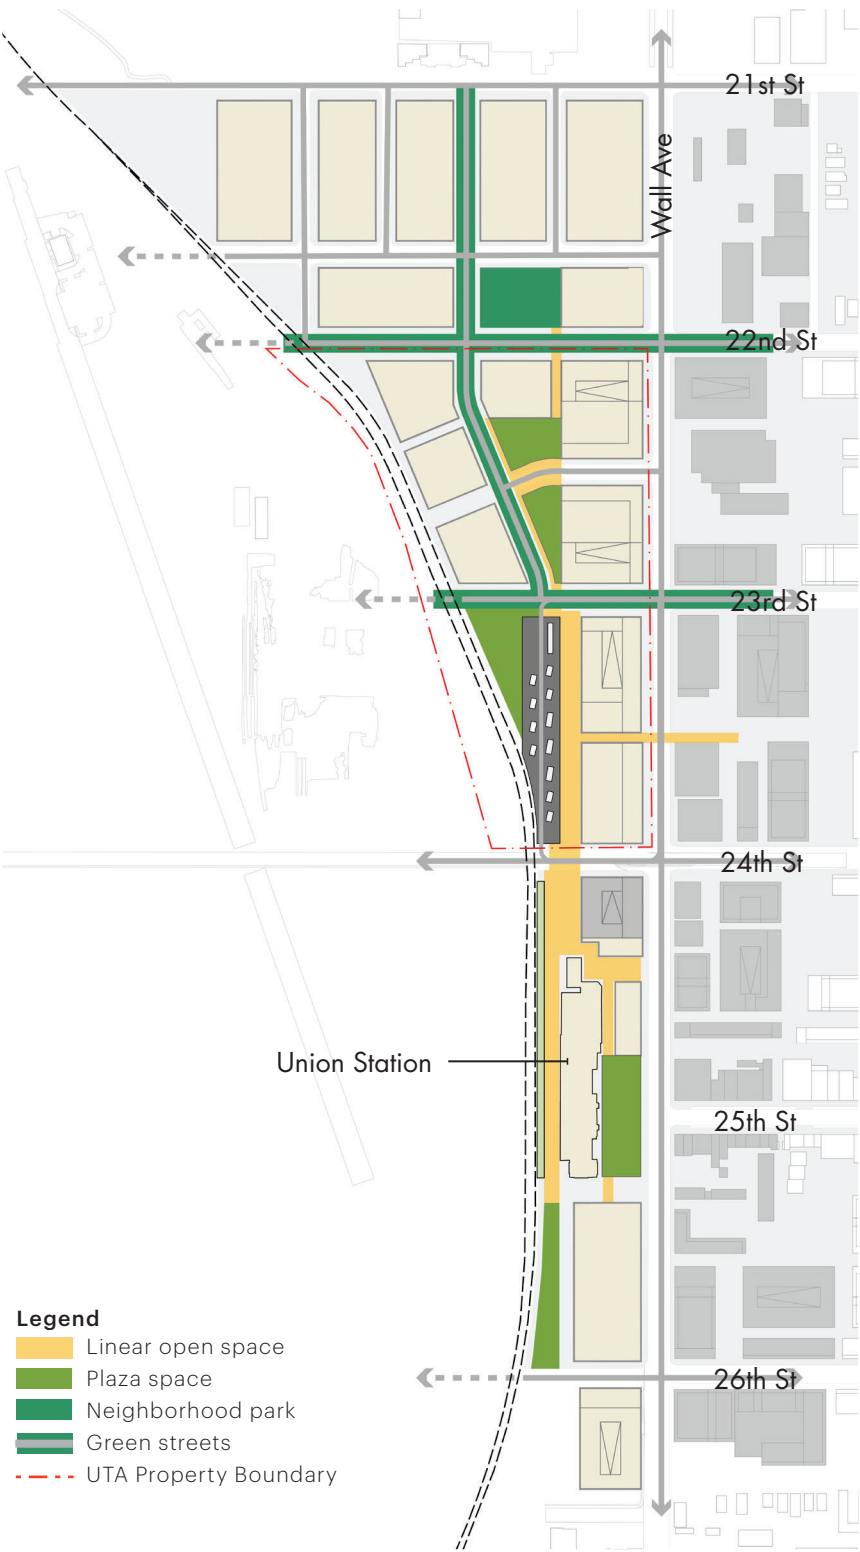 21st St
Wall Ave
22nd St
23rd St
24th St
Union Station
25th St
Legend
Linear open space
Plaza space
26th St
Neighborhood park
Green streets
UTA Property Boundary